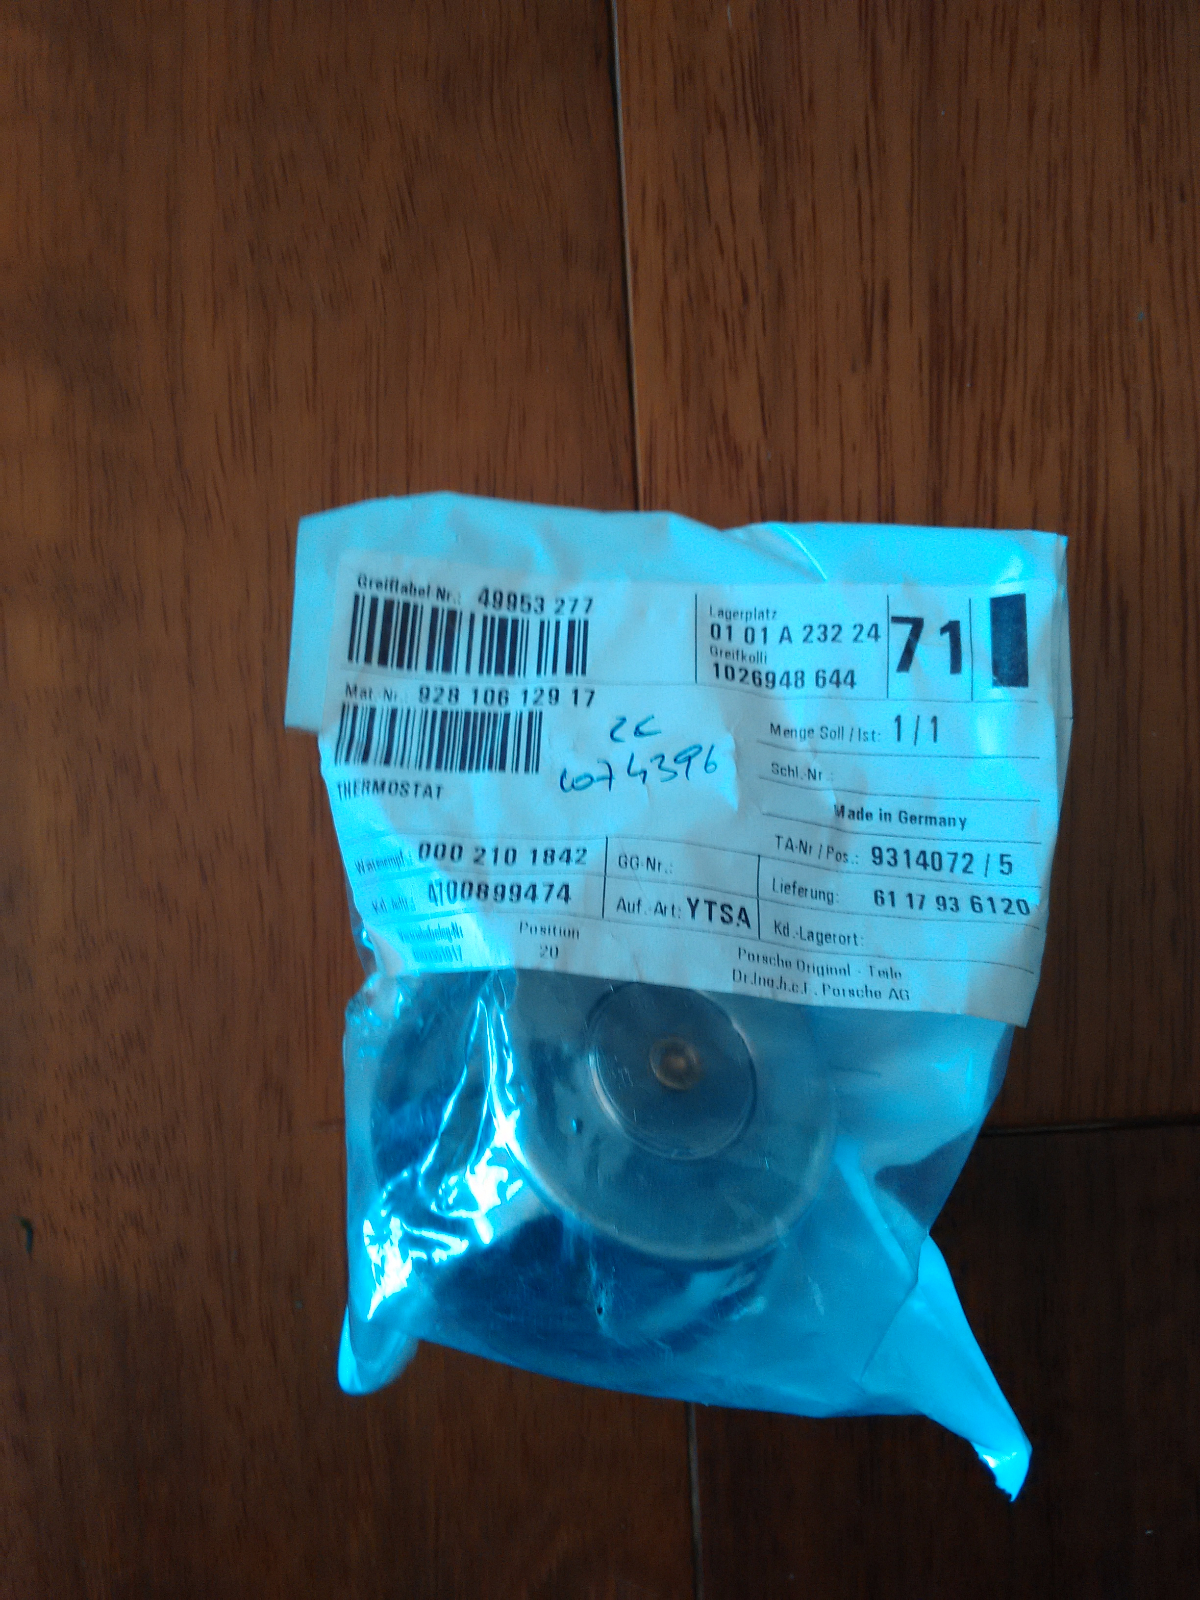 Greiflabel Nr.: 49953 277
Lagerplatz
01 01 A 232 24
Greifkolli
1026948 644
71
Mat.-Nr.: 928 106 129 17
Menge Soll / Ist: 1 / 1
Schl.-Nr.:
THERMOSTAT
Made in Germany
Warenempf.: 000 210 1842
GG-Nr.:
TA-Nr / Pos.: 9314072 / 5
4100899474
Auf.-Art: YTSA
Lieferung: 61 17 93 6120
Kd.-Lagerort:
Position
20
Porsche Original - Teile
Dr.Ing.h.c.F. Porsche AG